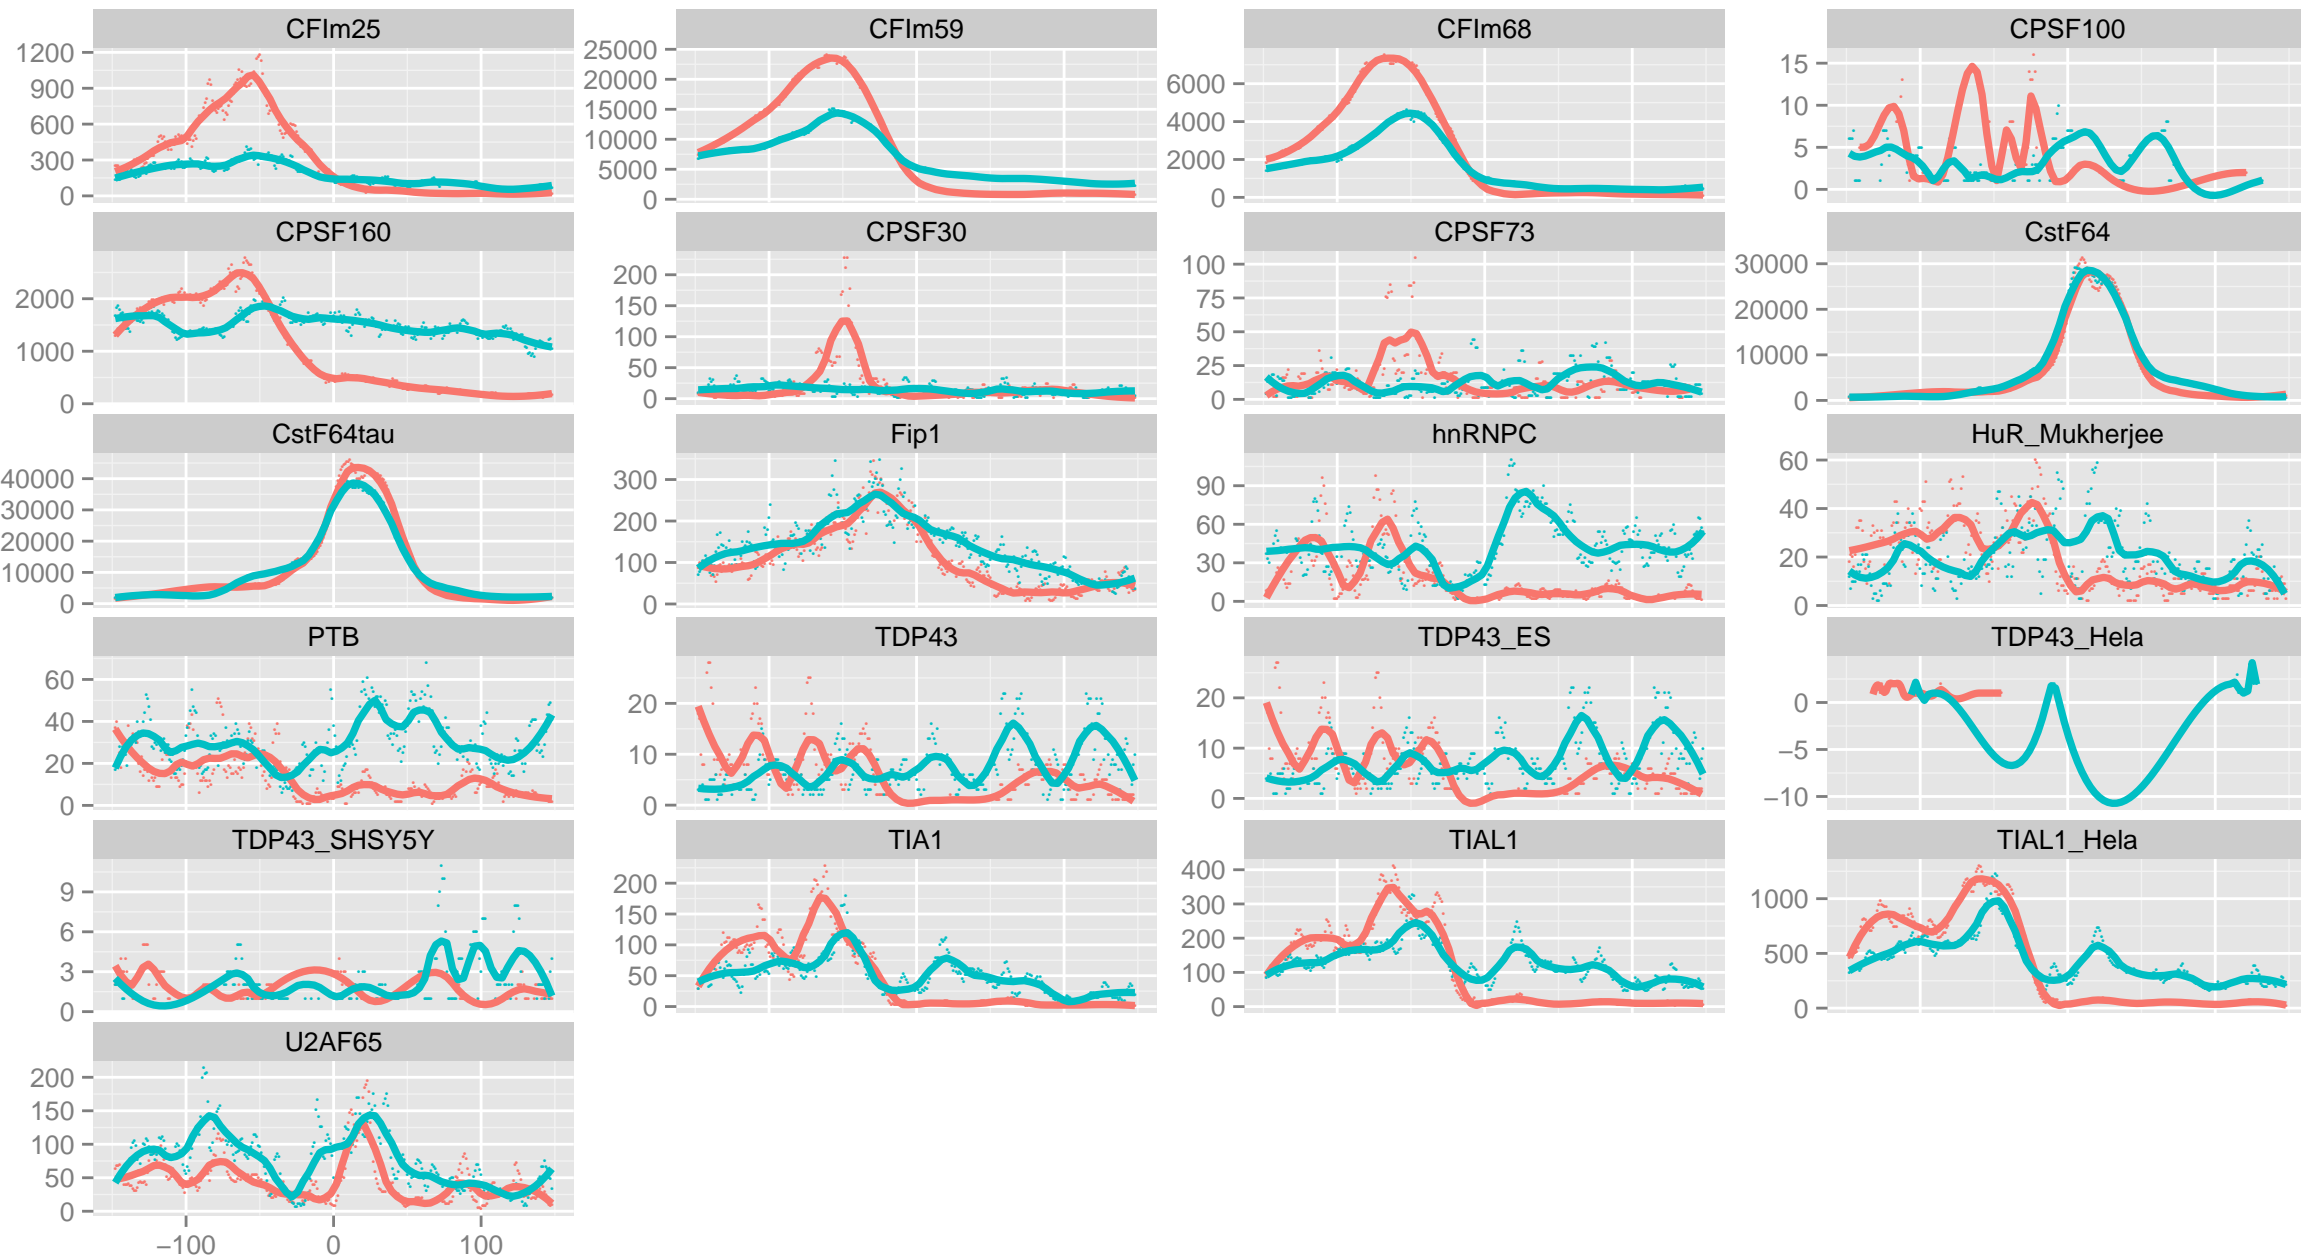 CFIm25 CFIm59 CFIm68 CPSF100
1200 900 600 300 0
25000 20000 15000 10000 5000 0
6000 4000 2000 0
15 10 5 0
CPSF160 CPSF30 CPSF73 CstF64
2000 1000 0
200 150 100 50 0
100 75 50 25 0
30000 20000 10000 0
CstF64tau Fip1 hnRNPC HuR_Mukherjee
40000 30000 20000 10000 0
300 200 100 0
90 60 30 0
60 40 20 0
PTB TDP43 TDP43_ES TDP43_Hela
60 40 20 0
20 10 0
20 10 0
0 −5 −10
TDP43_SHSY5Y TIA1 TIAL1 TIAL1_Hela
9 6 3 0
200 150 100 50 0
400 300 200 100 0
1000 500 0
U2AF65
200 150 100 50 0
−100 0 100